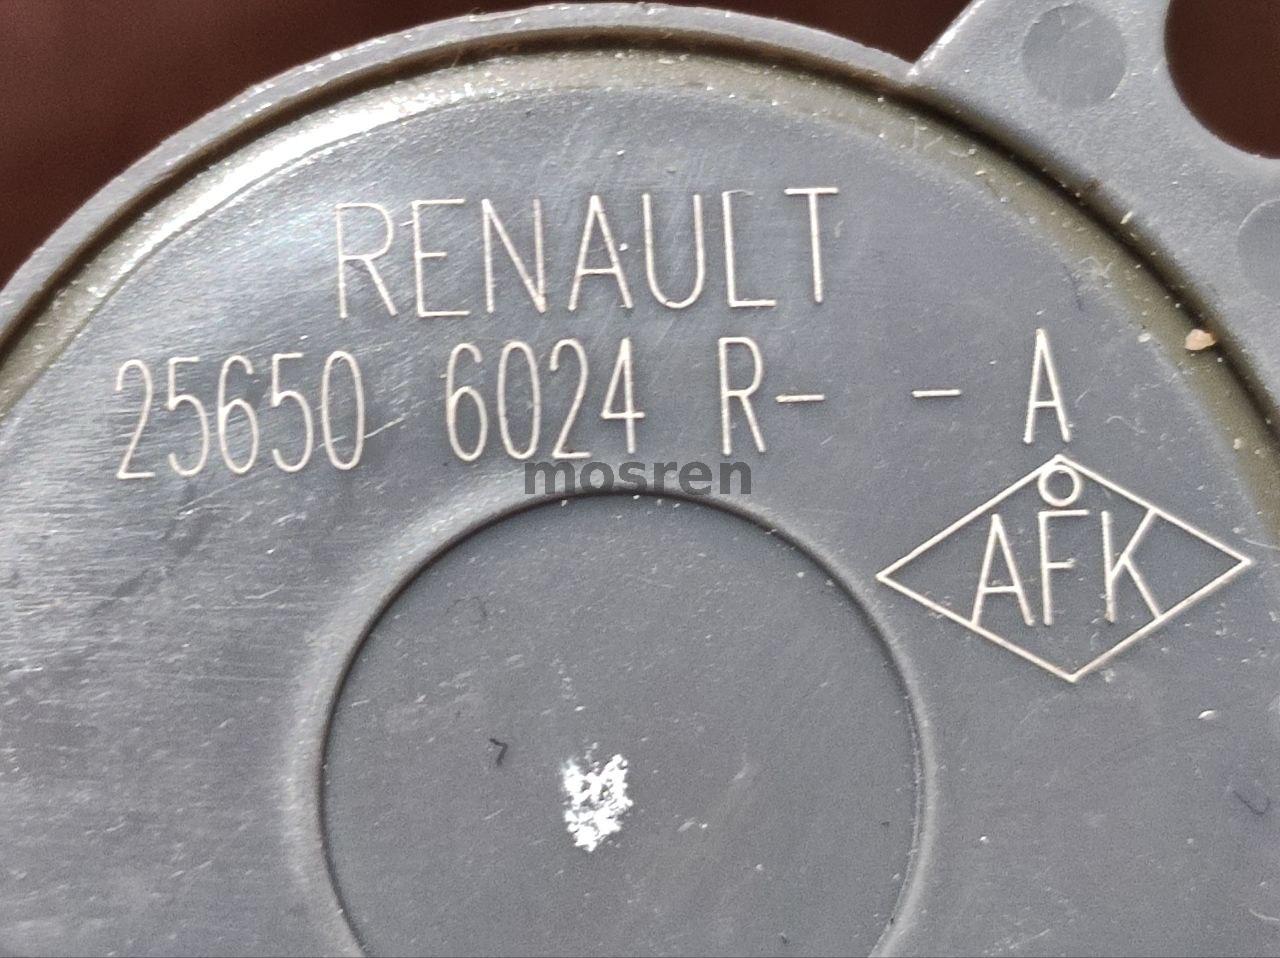 RENAULT
25650 6024 R- - A
mosren
AFK